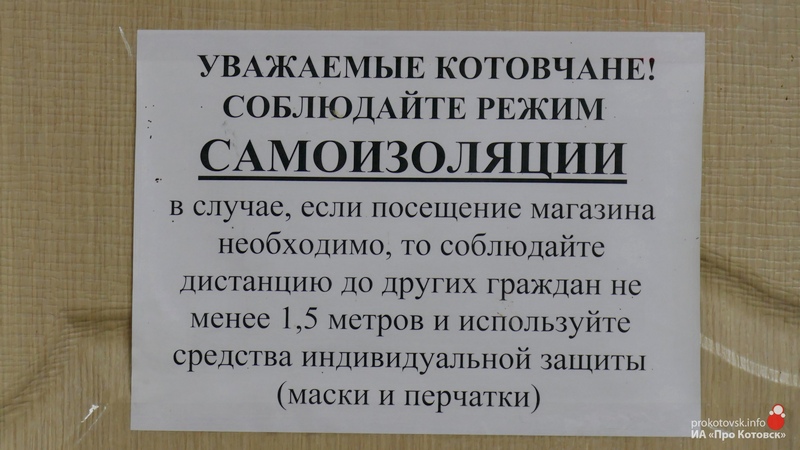 УВАЖАЕМЫЕ КОТОВЧАНЕ!
СОБЛЮДАЙТЕ РЕЖИМ
САМОИЗОЛЯЦИИ
в случае, если посещение магазина
необходимо, то соблюдайте
дистанцию до других граждан не
менее 1,5 метров и используйте
средства индивидуальной защиты
(маски и перчатки)
prokotovsk.info
ИА «Про Котовск»